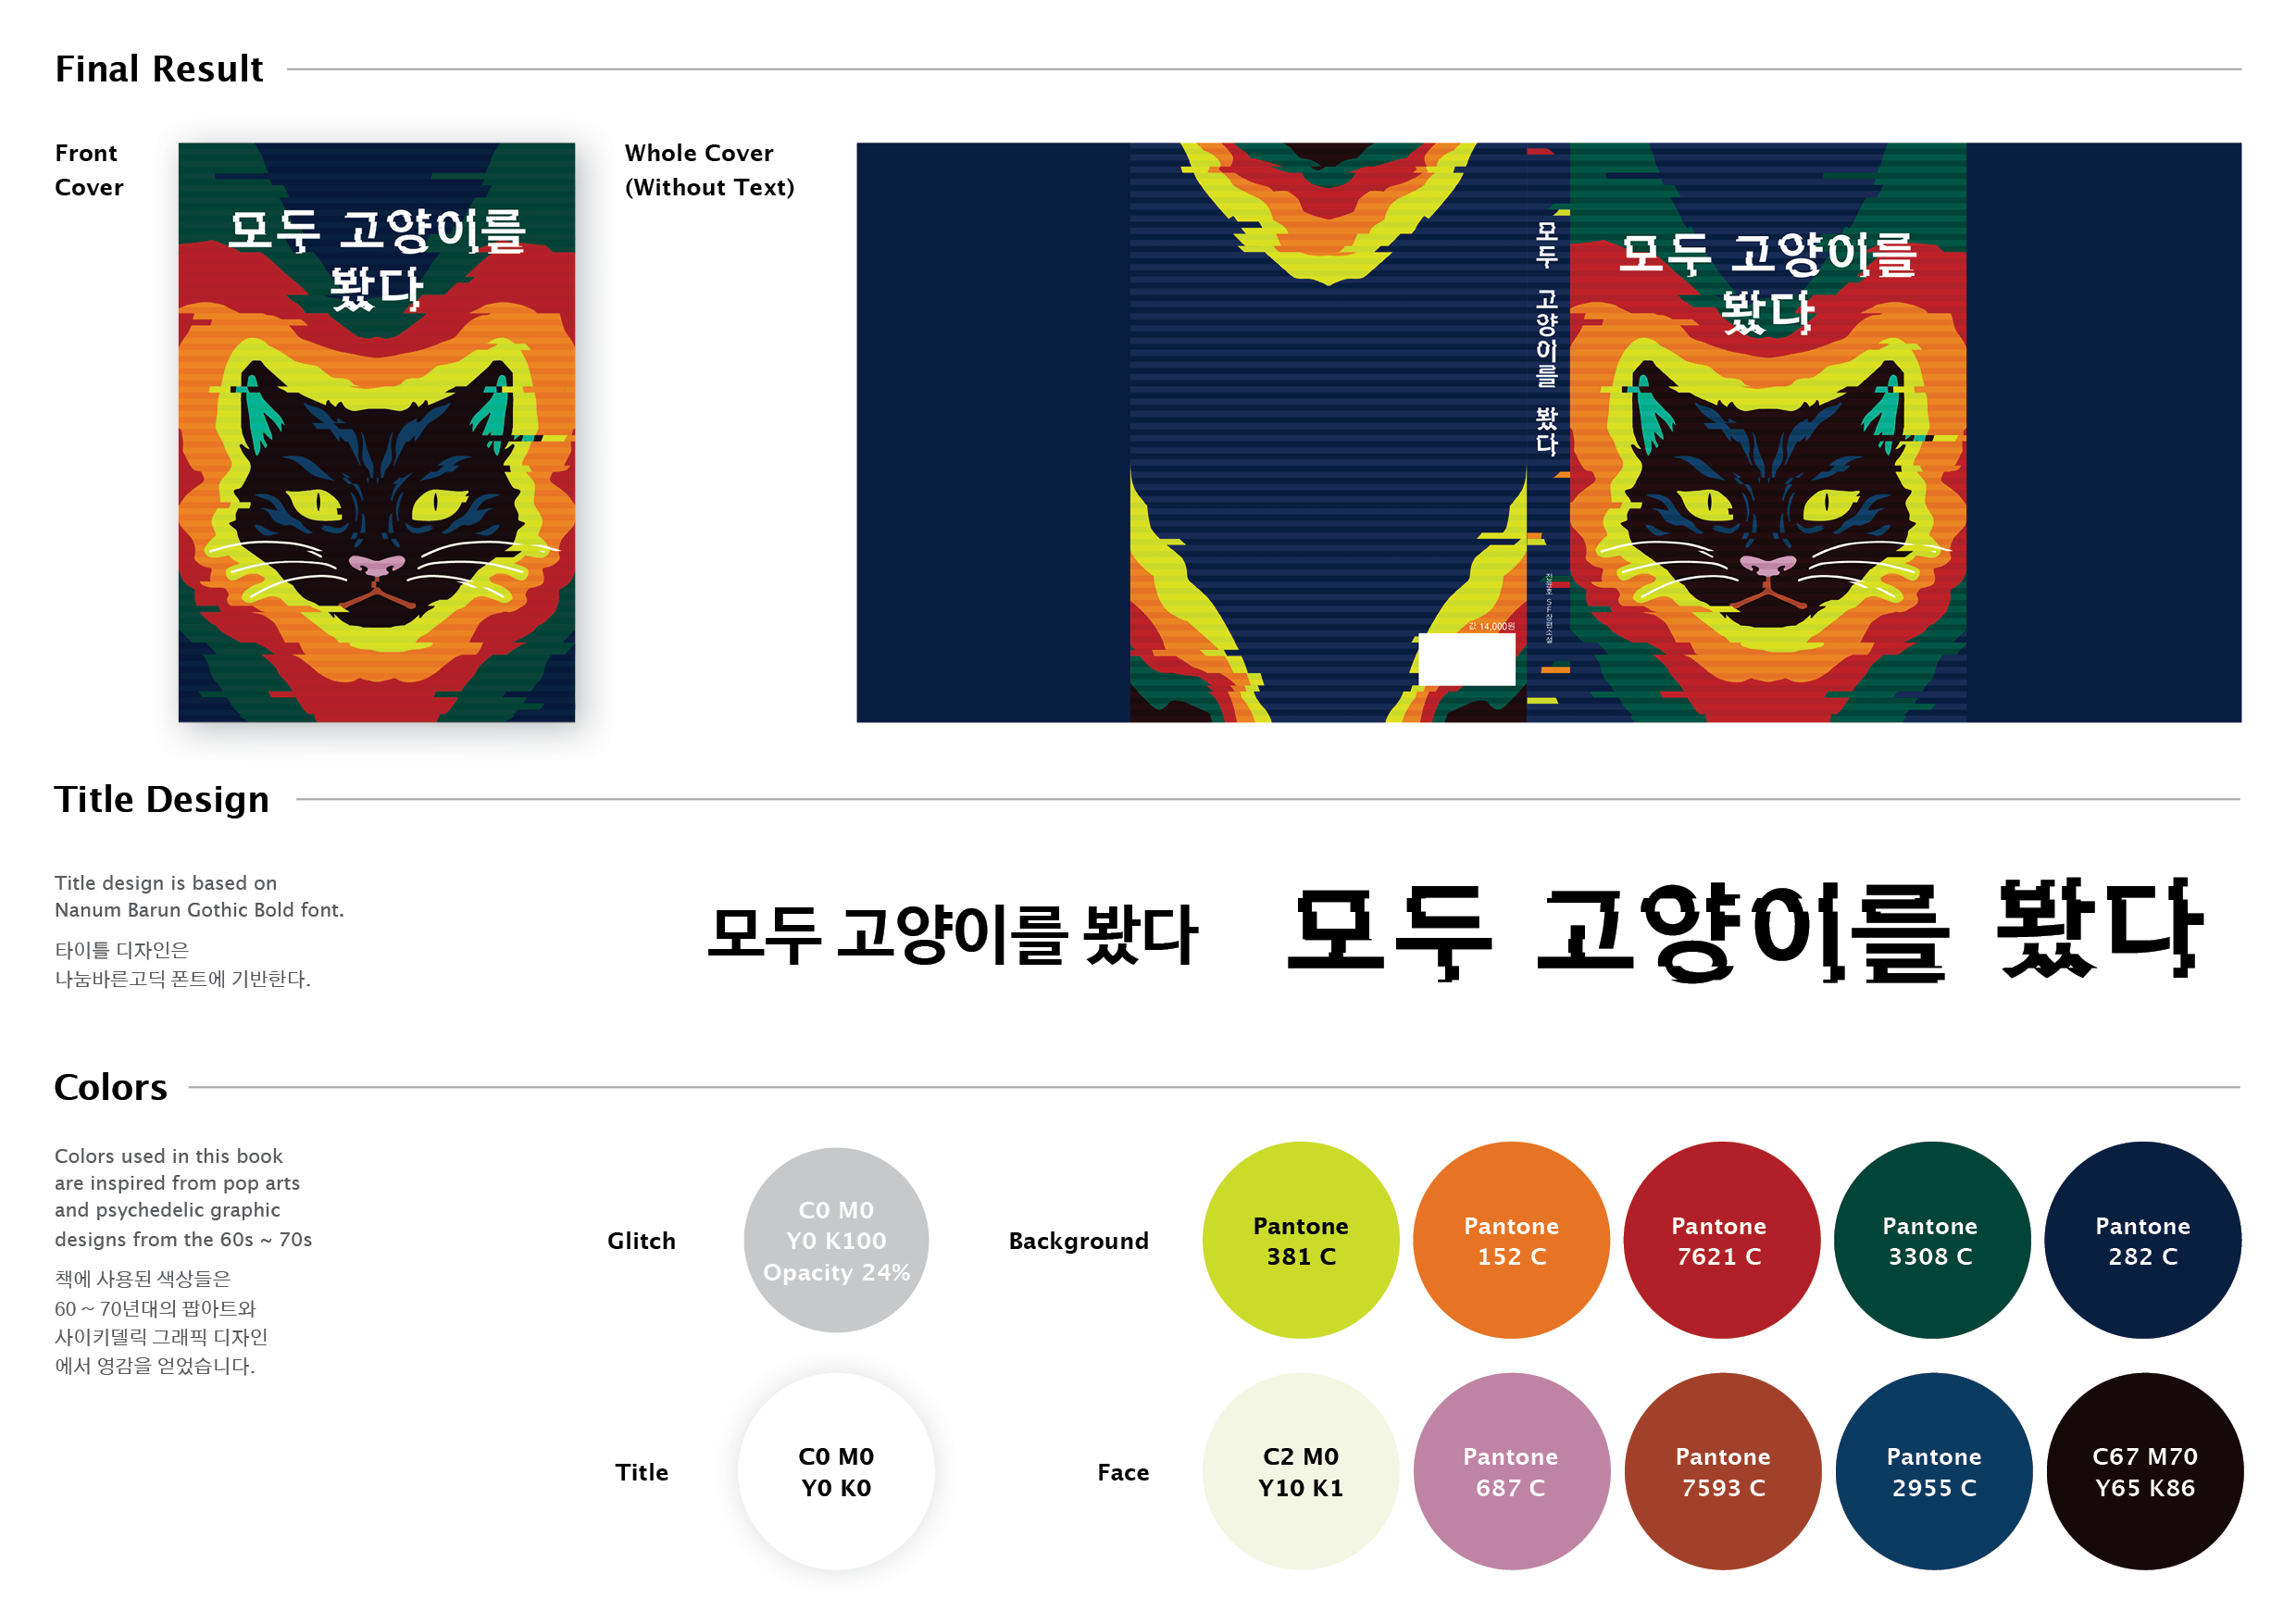 Final Result
Front
Cover
모두 고양이를
봤다
Whole Cover
(Without Text)
모두 고양이를 봤다
SF장편소설
값 14,000원
모두 고양이를
봤다
Title Design
Title design is based on
Nanum Barun Gothic Bold font.
타이틀 디자인은
나눔바른고딕 폰트에 기반한다.
모두 고양이를 봤다
모두 고양이를 봤다
Colors
Colors used in this book
are inspired from pop arts
and psychedelic graphic
designs from the 60s ~ 70s
책에 사용된 색상들은
60 ~ 70년대의 팝아트와
사이키델릭 그래픽 디자인
에서 영감을 얻었습니다.
Glitch
C0 M0
Y0 K100
Opacity 24%
Background
Pantone
381 C
Pantone
152 C
Pantone
7621 C
Pantone
3308 C
Pantone
282 C
Title
C0 M0
Y0 K0
Face
C2 M0
Y10 K1
Pantone
687 C
Pantone
7593 C
Pantone
2955 C
C67 M70
Y65 K86